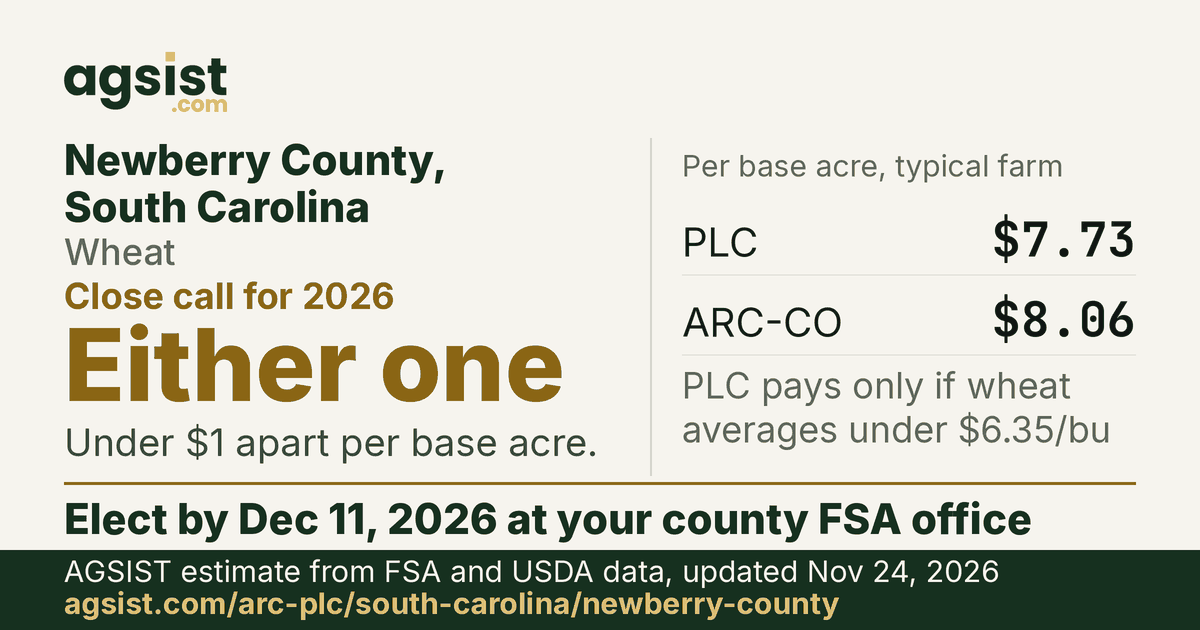 agsist
.com
Newberry County,
South Carolina
Wheat
Close call for 2026
Either one
Under $1 apart per base acre.
Per base acre, typical farm
PLC $7.73
ARC-CO $8.06
PLC pays only if wheat
averages under $6.35/bu
Elect by Dec 11, 2026 at your county FSA office
AGSIST estimate from FSA and USDA data, updated Nov 24, 2026
agsist.com/arc-plc/south-carolina/newberry-county